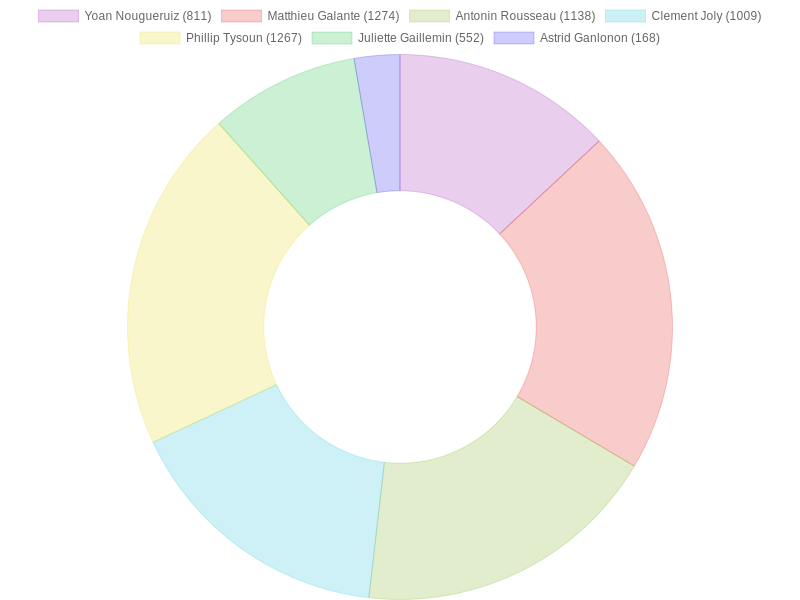 Yoan Nougueruiz (811) Matthieu Galante (1274) Antonin Rousseau (1138) Clement Joly (1009)
Phillip Tysoun (1267) Juliette Gaillemin (552) Astrid Ganlonon (168)